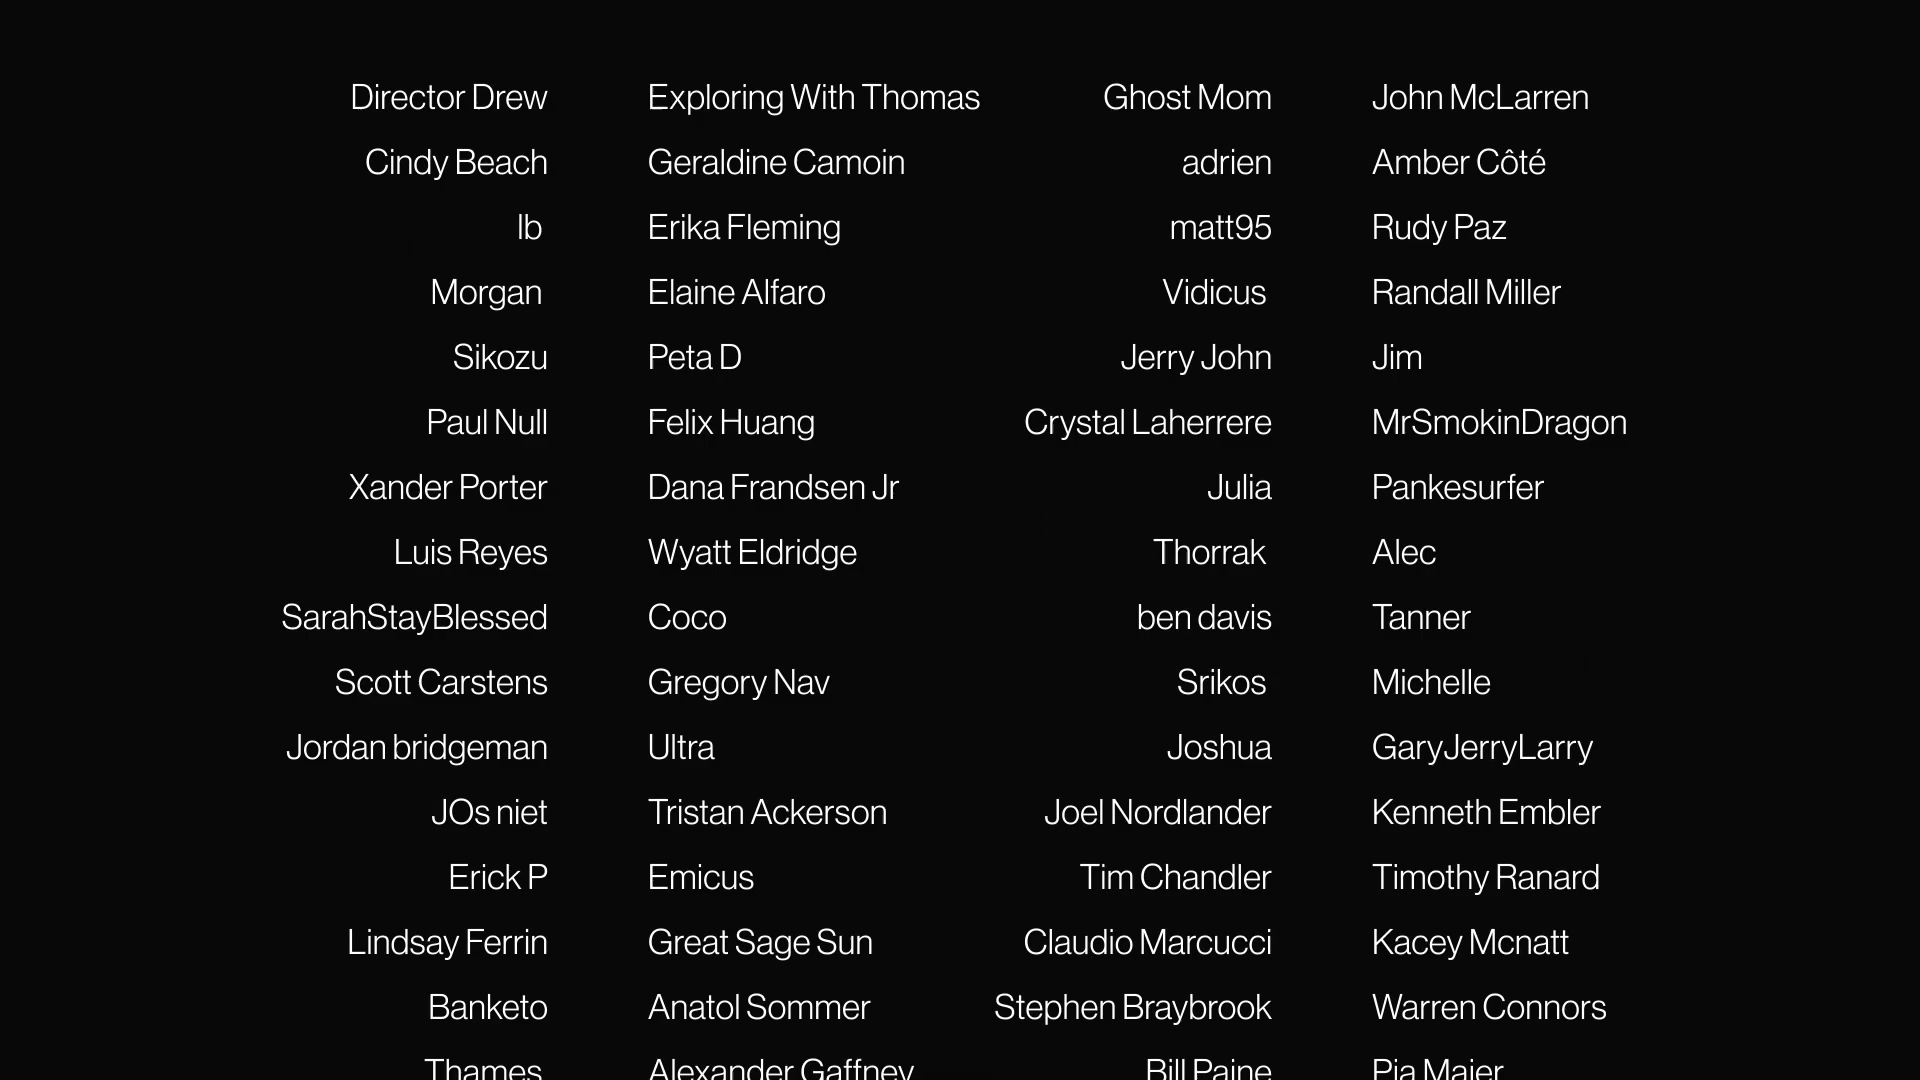 Director Drew Exploring With Thomas Ghost Mom John McLarren
Cindy Beach Geraldine Camoin adrien Amber Côté
lb Erika Fleming matt95 Rudy Paz
Morgan Elaine Alfaro Vidicus Randall Miller
Sikozu Peta D Jerry John Jim
Paul Null Felix Huang Crystal Laherrere MrSmokinDragon
Xander Porter Dana Frandsen Jr Julia Pankesurfer
Luis Reyes Wyatt Eldridge Thorrak Alec
SarahStayBlessed Coco ben davis Tanner
Scott Carstens Gregory Nav Srikos Michelle
Jordan bridgeman Ultra Joshua GaryJerryLarry
JOs niet Tristan Ackerson Joel Nordlander Kenneth Embler
Erick P Emicus Tim Chandler Timothy Ranard
Lindsay Ferrin Great Sage Sun Claudio Marcucci Kacey Mcnatt
Banketo Anatol Sommer Stephen Braybrook Warren Connors
Thames Alexander Gaffney Bill Paine Pia Maier